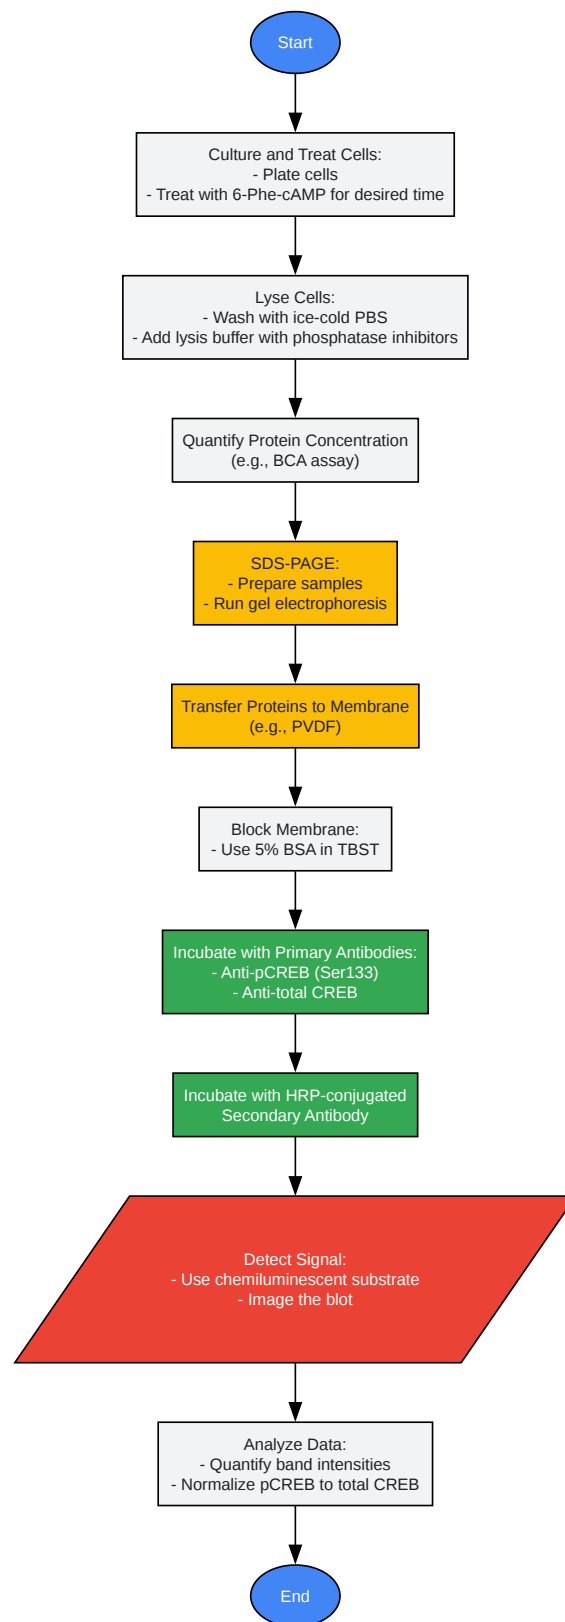 Start
Culture and Treat Cells:
- Plate cells
- Treat with 6-Phe-cAMP for desired time
Lyse Cells:
- Wash with ice-cold PBS
- Add lysis buffer with phosphatase inhibitors
Quantify Protein Concentration
(e.g., BCA assay)
SDS-PAGE:
- Prepare samples
- Run gel electrophoresis
Transfer Proteins to Membrane
(e.g., PVDF)
Block Membrane:
- Use 5% BSA in TBST
Incubate with Primary Antibodies:
- Anti-pCREB (Ser133)
- Anti-total CREB
Incubate with HRP-conjugated
Secondary Antibody
Detect Signal:
- Use chemiluminescent substrate
- Image the blot
Analyze Data:
- Quantify band intensities
- Normalize pCREB to total CREB
End